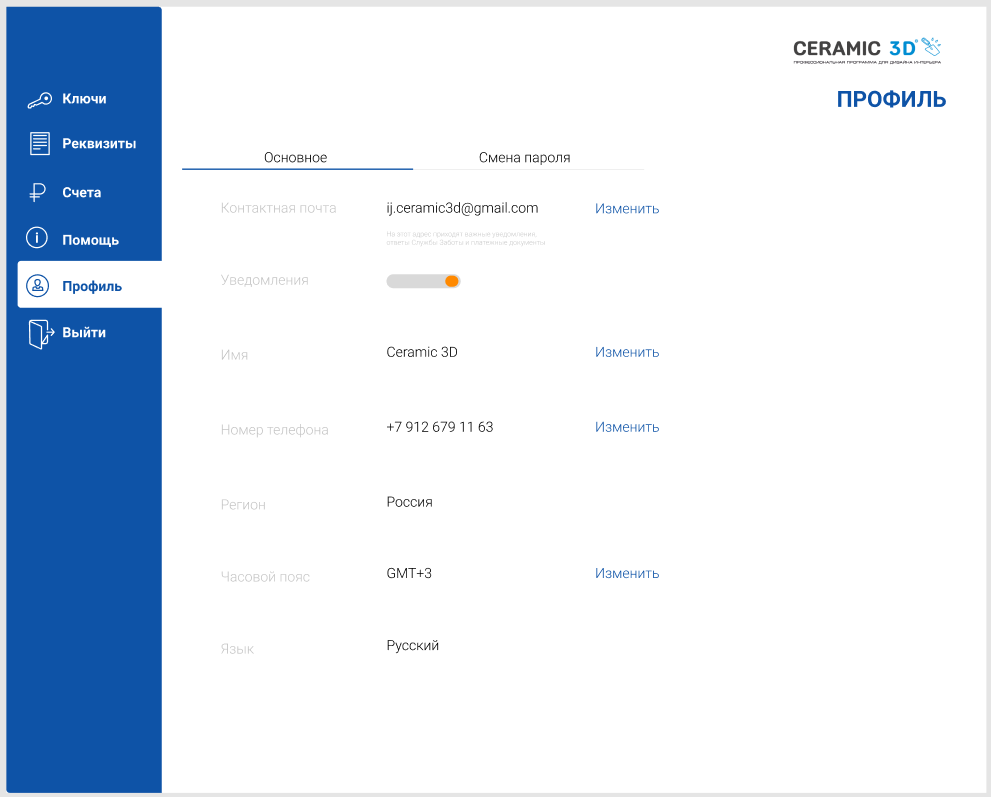 CERAMIC 3D
ПРОФЕССИОНАЛЬНАЯ ПРОГРАММА ДЛЯ ДИЗАЙНА ИНТЕРЬЕРА
ПРОФИЛЬ
Ключи
Реквизиты
Счета
Помощь
Профиль
Выйти
Основное
Смена пароля
Контактная почта
ij.ceramic3d@gmail.com
Изменить
На этот адрес приходят важные уведомления,
ответы Службы Заботы и платежные документы
Уведомления
Имя
Ceramic 3D
Изменить
Номер телефона
+7 912 679 11 63
Изменить
Регион
Россия
Часовой пояс
GMT+3
Изменить
Язык
Русский